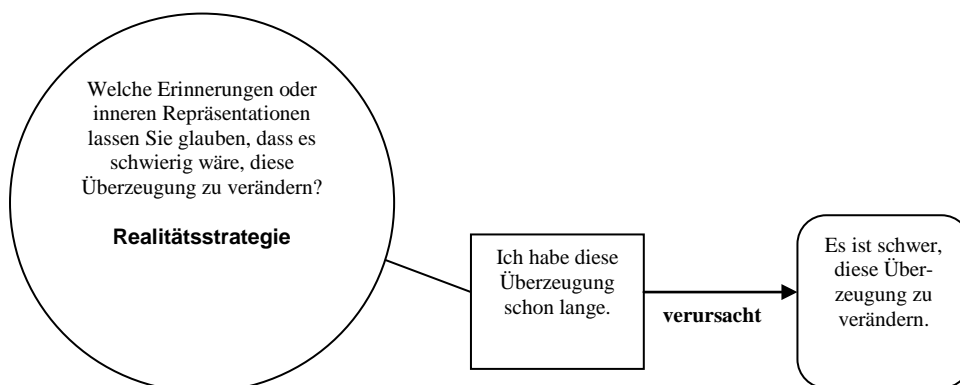 Welche Erinnerungen oder
inneren Repräsentationen
lassen Sie glauben, dass es
schwierig wäre, diese
Überzeugung zu verändern?
Realitätsstrategie
Ich habe diese
Überzeugung
schon lange.
verursacht
Es ist schwer,
diese Über-
zeugung zu
verändern.